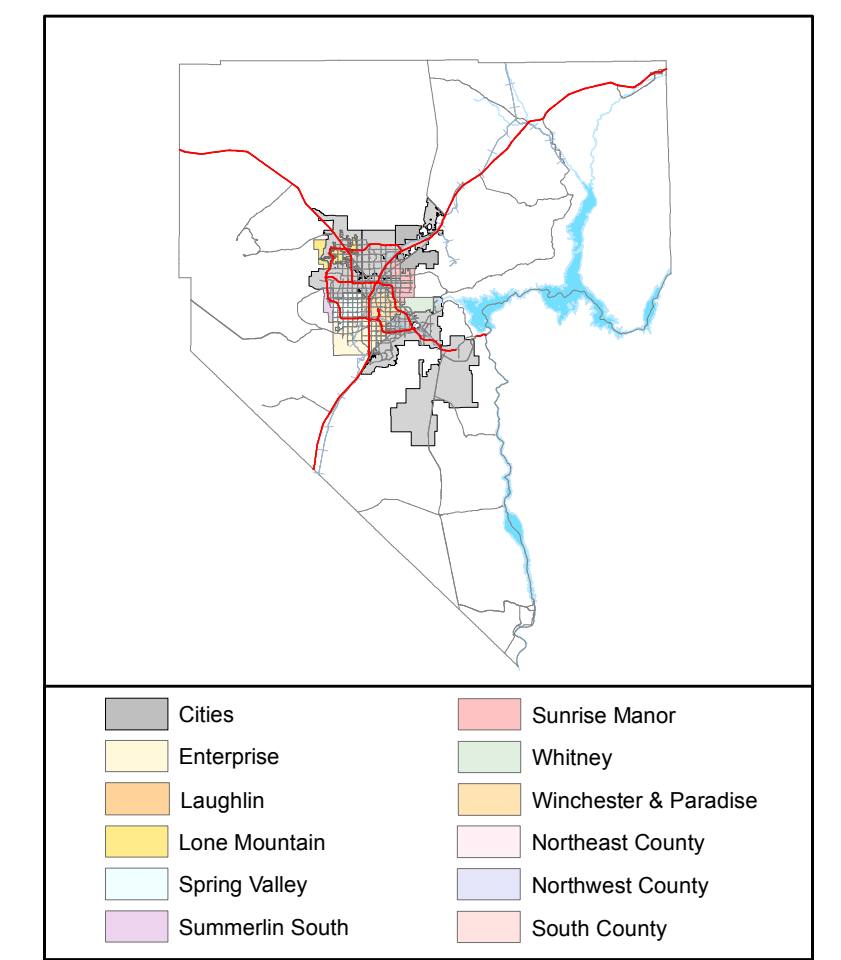 Cities
Enterprise
Laughlin
Lone Mountain
Spring Valley
Summerlin South
Sunrise Manor
Whitney
Winchester & Paradise
Northeast County
Northwest County
South County